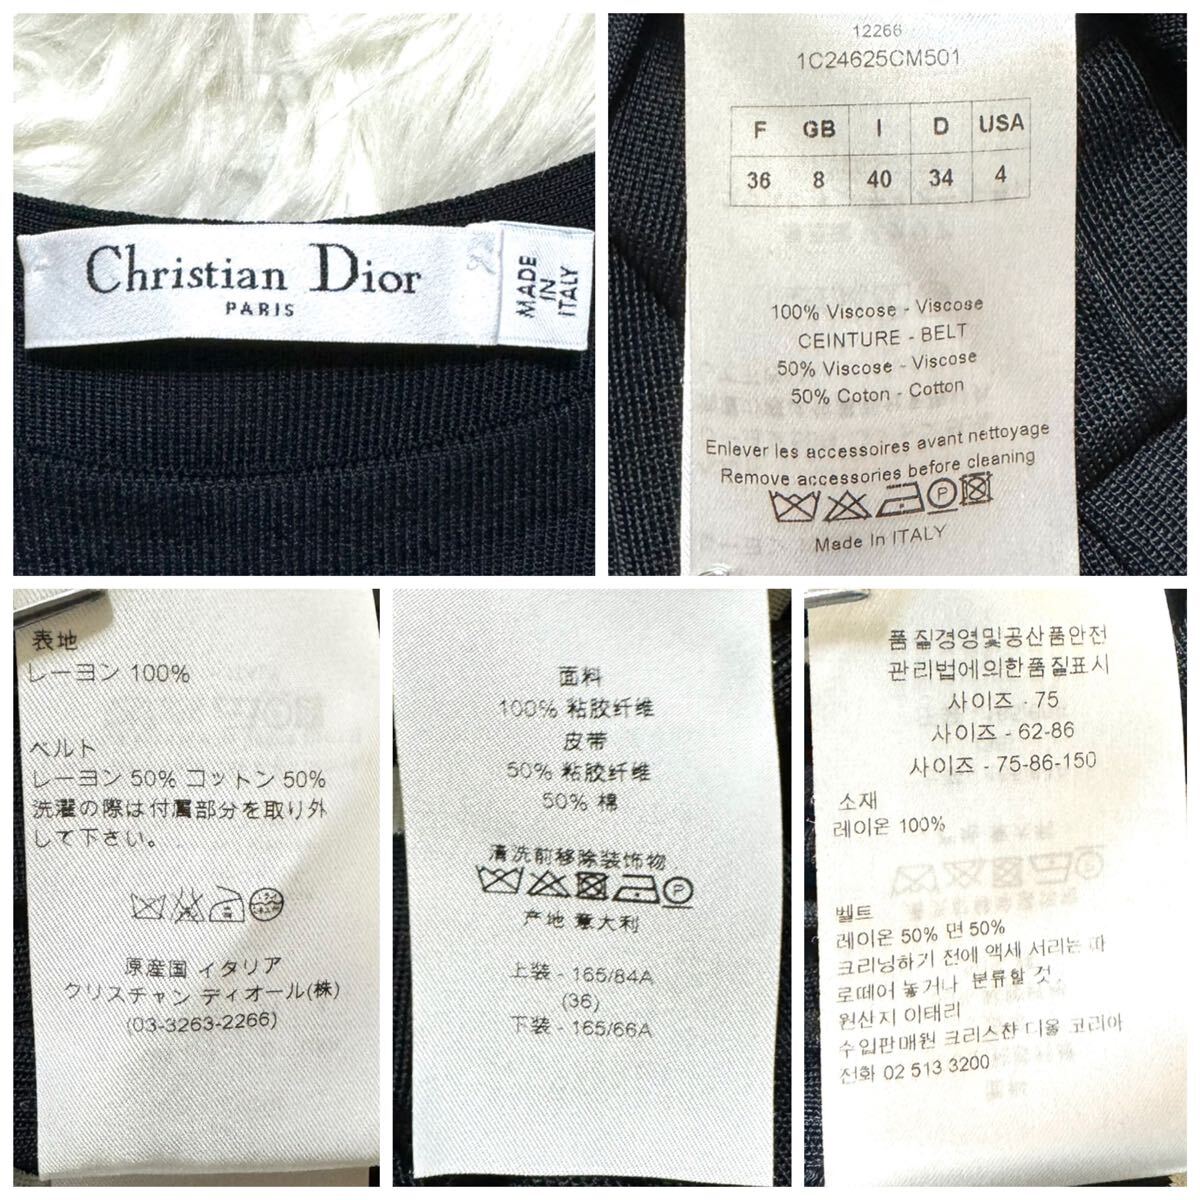 Christian Dior
PARIS
MADE
IN
ITALY
12266
1C24625CM501
F GB I D USA
36 8 40 34 4
100% Viscose - Viscose
CEINTURE - BELT
50% Viscose - Viscose
50% Coton - Cotton
Enlever les accessoires avant nettoyage
Remove accessories before cleaning
P
Made In ITALY
表地
レーヨン 100%
ベルト
レーヨン 50% コットン 50%
洗濯の際は付属部分を取り外
して下さい。
原産国 イタリア
クリスチャン ディオール(株)
(03-3263-2266)
面料
100% 粘胶纤维
皮带
50% 粘胶纤维
50% 棉
清洗前移除装饰物
P
产地 意大利
上装 - 165/84A
(36)
下装 - 165/66A
품질경영및공산품안전
관리법에의한품질표시
사이즈 - 75
사이즈 - 62-86
사이즈 - 75-86-150
소재
레이온 100%
벨트
레이온 50% 면 50%
크리닝하기 전에 액세 서리는 따
로떼어 놓거나 분류할 것.
원산지 이태리
수입판매원 크리스챤 디올 코리아
전화 02 513 3200